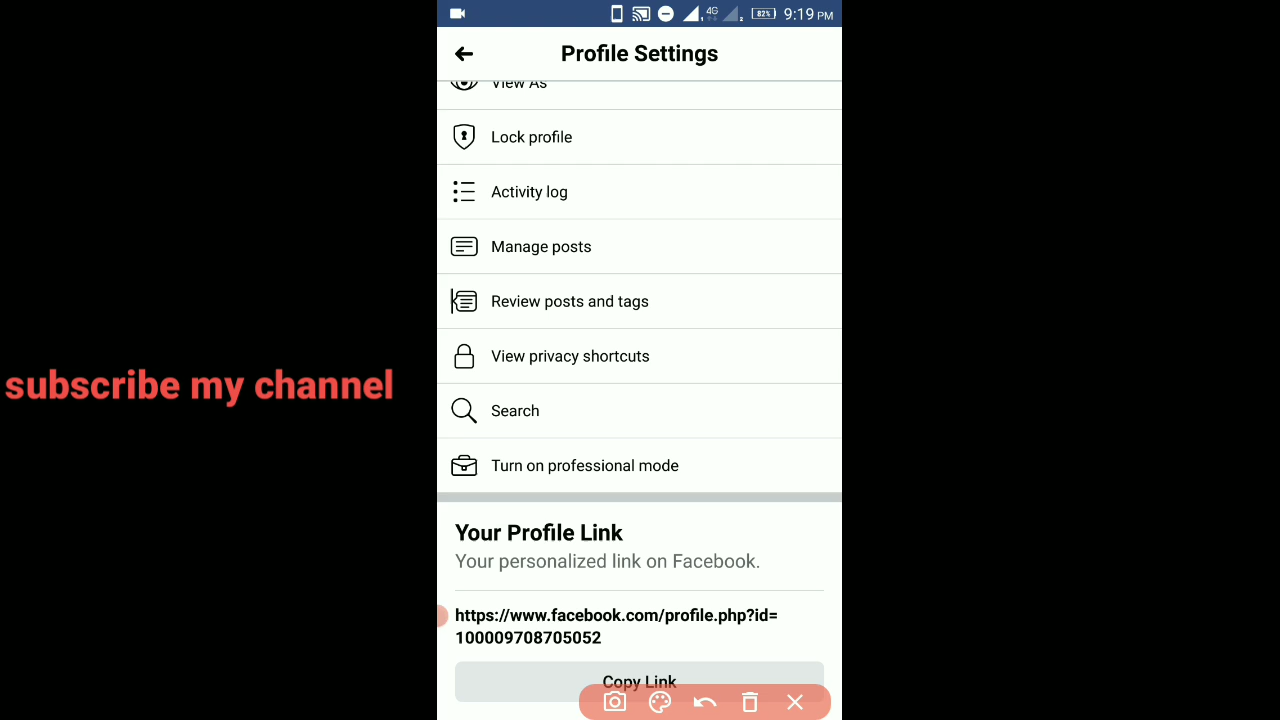 4G
1
2
82%
9:19 PM
Profile Settings
View As
Lock profile
Activity log
Manage posts
Review posts and tags
View privacy shortcuts
subscribe my channel
Search
Turn on professional mode
Your Profile Link
Your personalized link on Facebook.
https://www.facebook.com/profile.php?id=
100009708705052
Copy Link